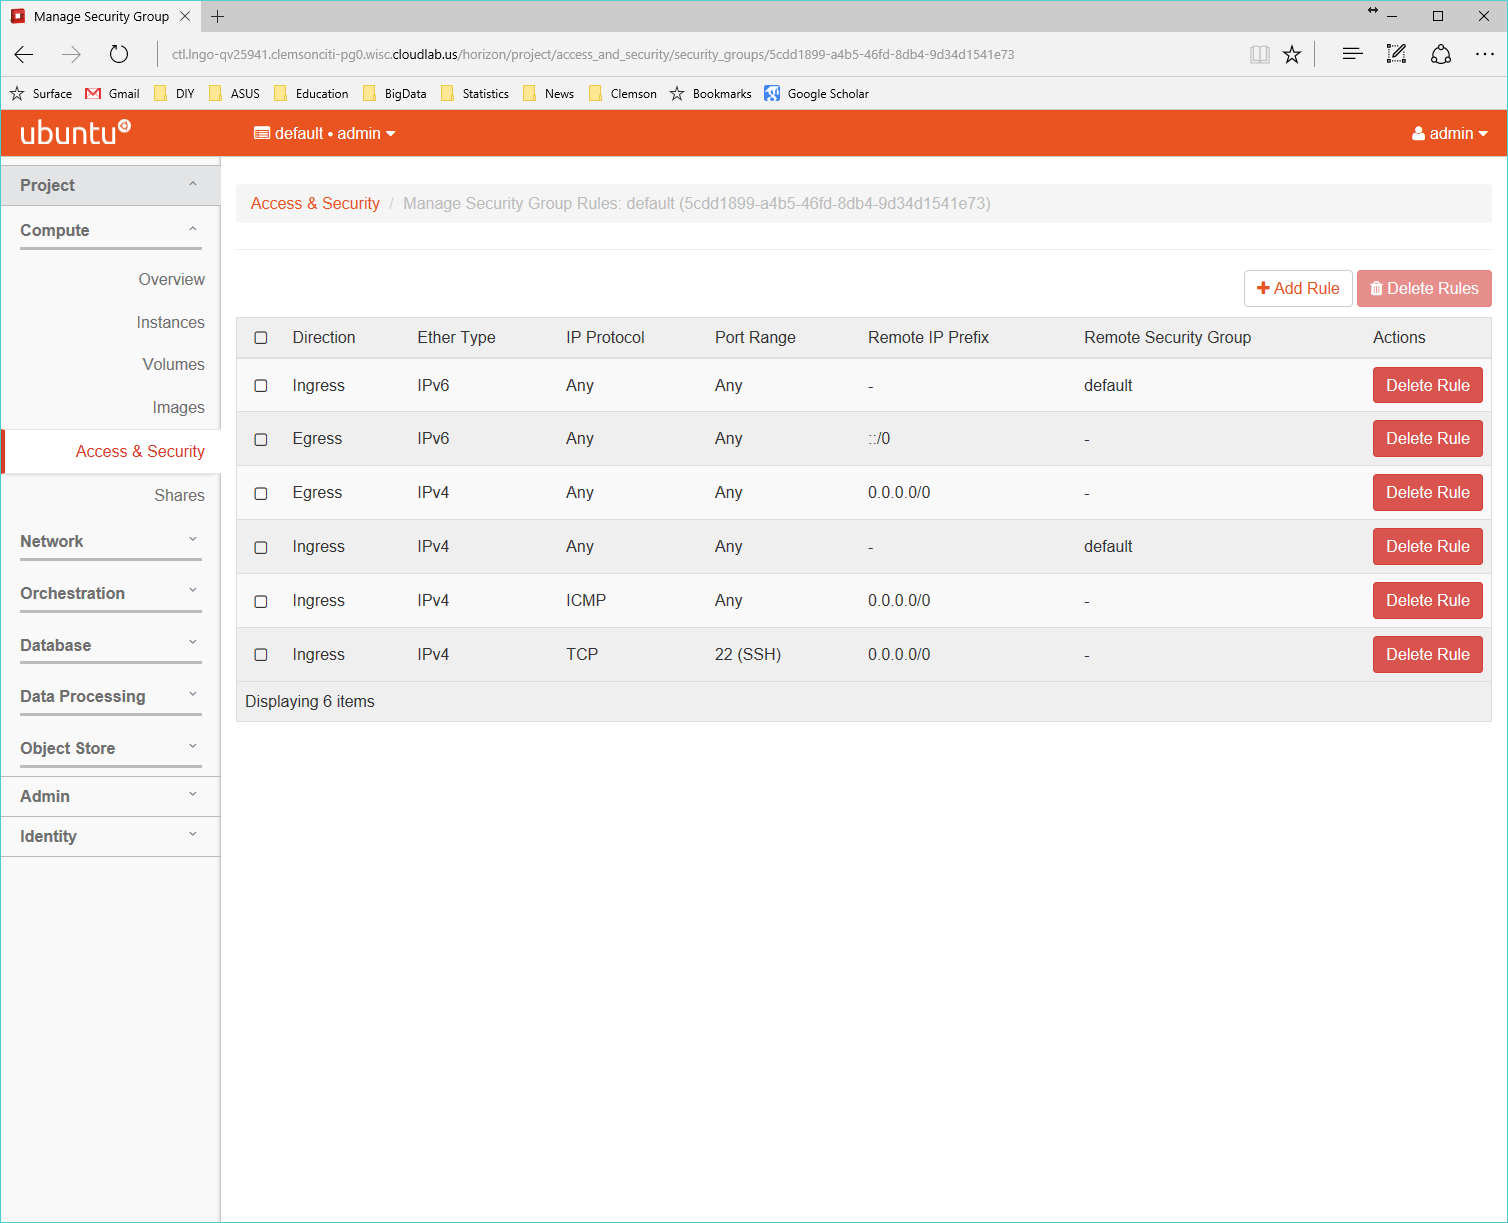 Manage Security Group
ctl.lngo-qv25941.clemsonciti-pg0.wisc.cloudlab.us/horizon/project/access_and_security/security_groups/5cdd1899-a4b5-46fd-8db4-9d34d1541e73
Surface Gmail DIY ASUS Education BigData Statistics News Clemson Bookmarks Google Scholar
ubuntu default • admin admin
Project
Compute
Overview
Instances
Volumes
Images
Access & Security
Shares
Network
Orchestration
Database
Data Processing
Object Store
Admin
Identity
Access & Security / Manage Security Group Rules: default (5cdd1899-a4b5-46fd-8db4-9d34d1541e73)
Add Rule Delete Rules
Direction Ether Type IP Protocol Port Range Remote IP Prefix Remote Security Group Actions
Ingress IPv6 Any Any - default Delete Rule
Egress IPv6 Any Any ::/0 - Delete Rule
Egress IPv4 Any Any 0.0.0.0/0 - Delete Rule
Ingress IPv4 Any Any - default Delete Rule
Ingress IPv4 ICMP Any 0.0.0.0/0 - Delete Rule
Ingress IPv4 TCP 22 (SSH) 0.0.0.0/0 - Delete Rule
Displaying 6 items